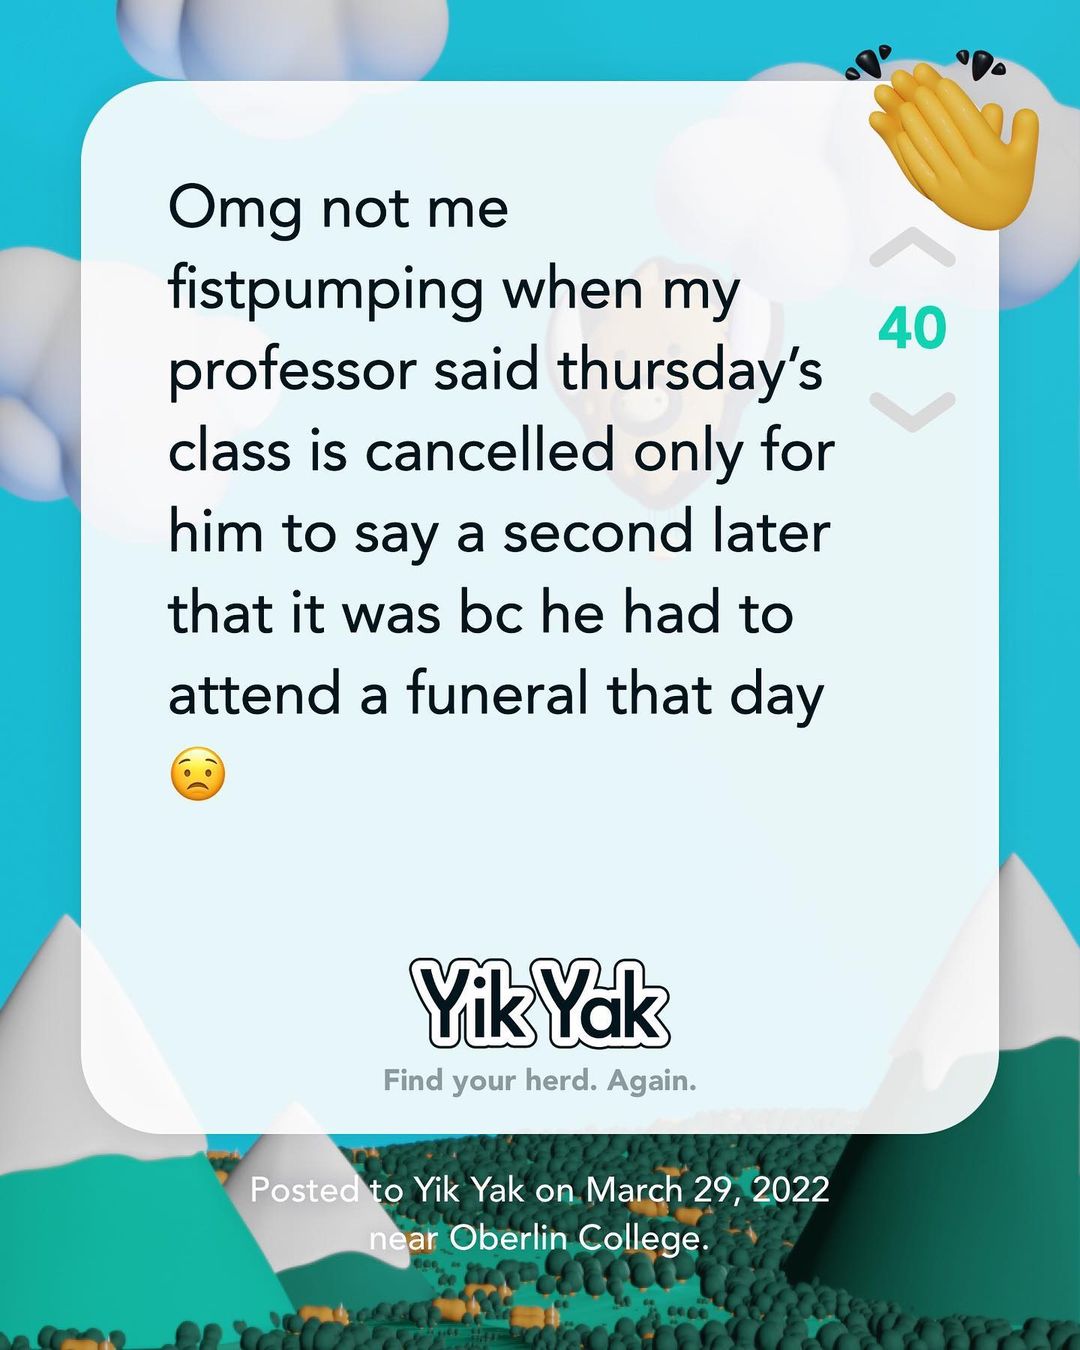 Omg not me
fistpumping when my
professor said thursday’s
class is cancelled only for
him to say a second later
that it was bc he had to
attend a funeral that day
😟
40
Yik Yak
Find your herd. Again.
Posted to Yik Yak on March 29, 2022
near Oberlin College.